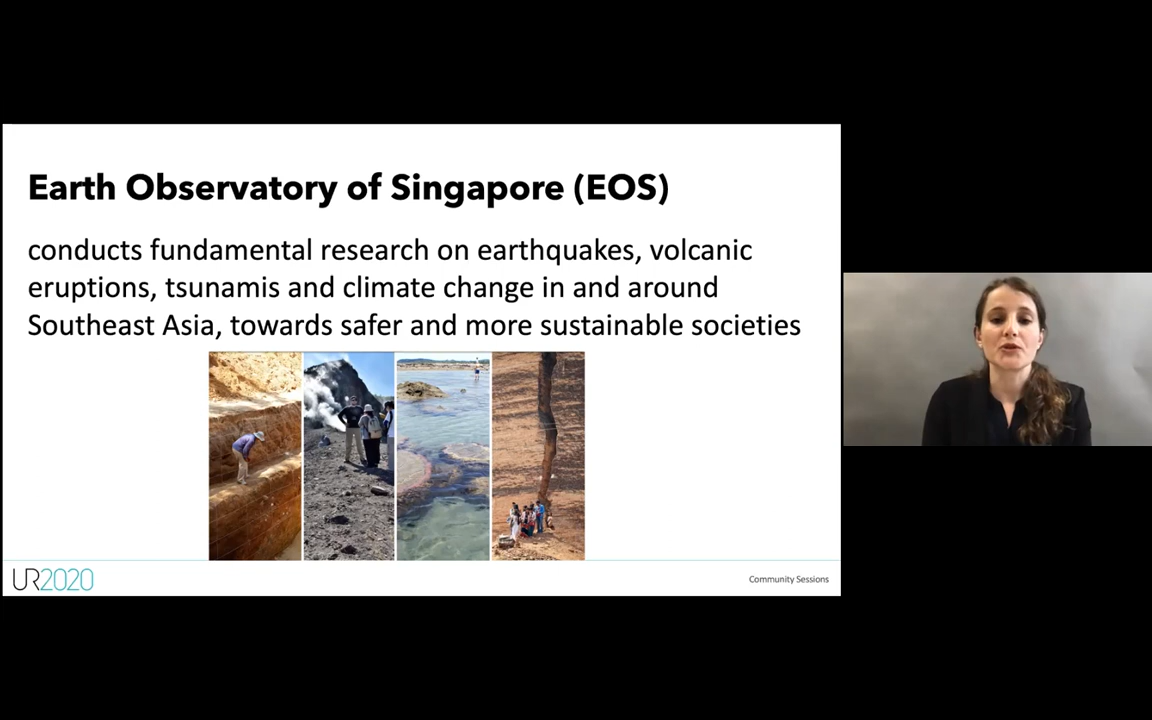 Earth Observatory of Singapore (EOS)
conducts fundamental research on earthquakes, volcanic
eruptions, tsunamis and climate change in and around
Southeast Asia, towards safer and more sustainable societies
UR2020
Community Sessions